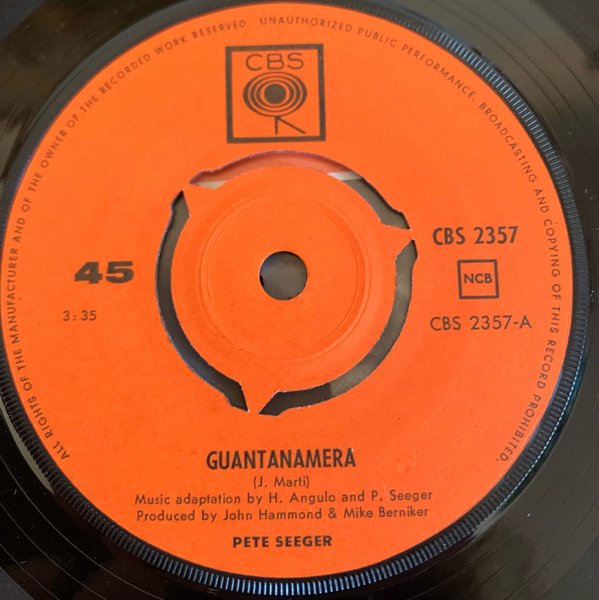 ALL RIGHTS OF THE MANUFACTURER AND OF THE OWNER OF THE RECORDED WORK RESERVED. UNAUTHORIZED PUBLIC PERFORMANCE, BROADCASTING AND COPYING OF THIS RECORD PROHIBITED.
CBS
45
3:35
CBS 2357
NCB
CBS 2357-A
GUANTANAMERA
(J. Marti)
Music adaptation by H. Angulo and P. Seeger
Produced by John Hammond & Mike Berniker
PETE SEEGER